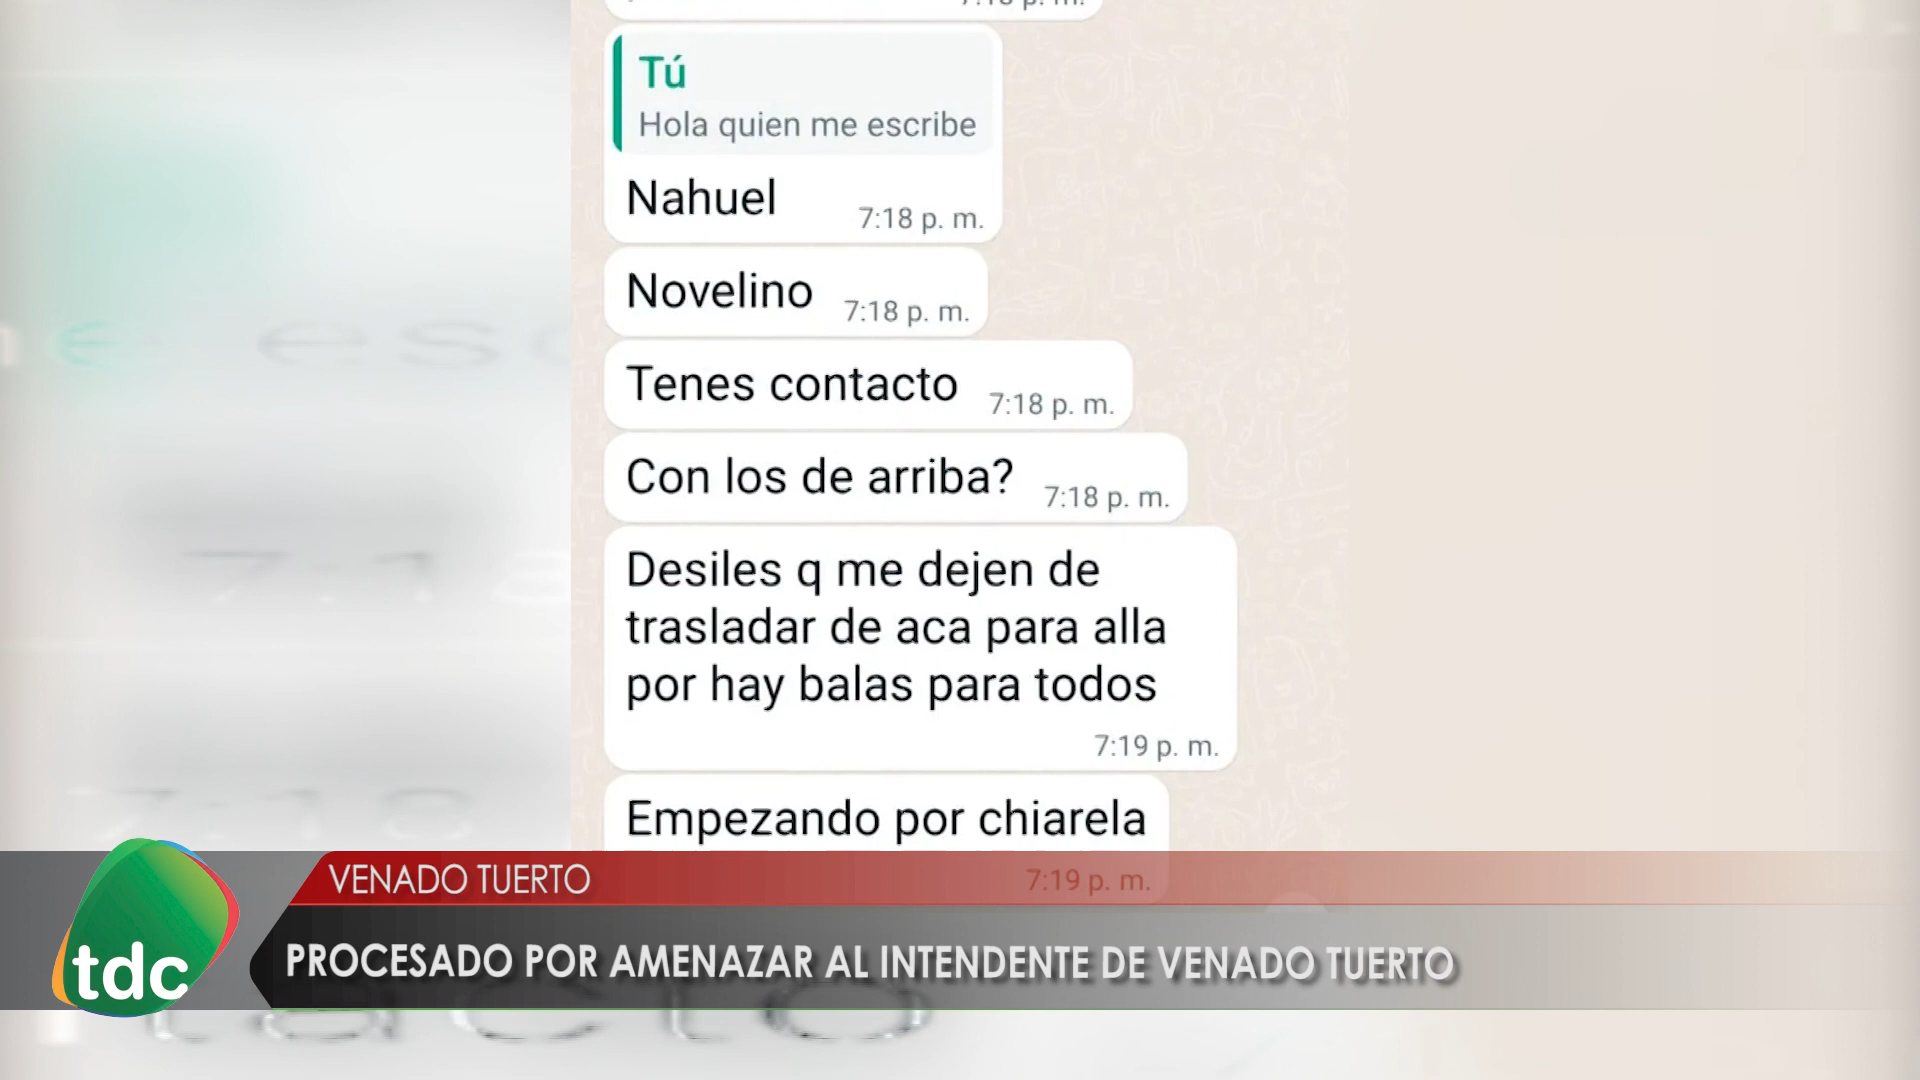 Tú
Hola quien me escribe
Nahuel 7:18 p. m.
Novelino 7:18 p. m.
Tenes contacto 7:18 p. m.
Con los de arriba? 7:18 p. m.
Desiles q me dejen de
trasladar de aca para alla
por hay balas para todos
7:19 p. m.
Empezando por chiarela
7:19 p. m.
VENADO TUERTO
PROCESADO POR AMENAZAR AL INTENDENTE DE VENADO TUERTO
tdc